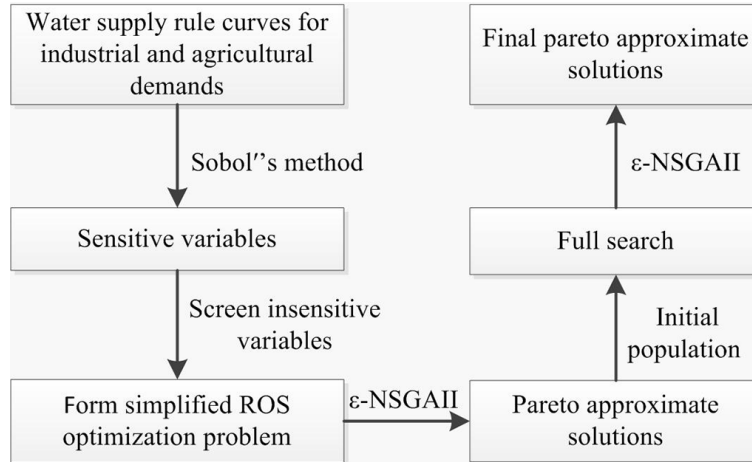 Water supply rule curves for
industrial and agricultural
demands
Sobol′'s method
Sensitive variables
Screen insensitive
variables
Form simplified ROS
optimization problem
ε-NSGAII
Pareto approximate
solutions
Initial
population
Full search
ε-NSGAII
Final pareto approximate
solutions